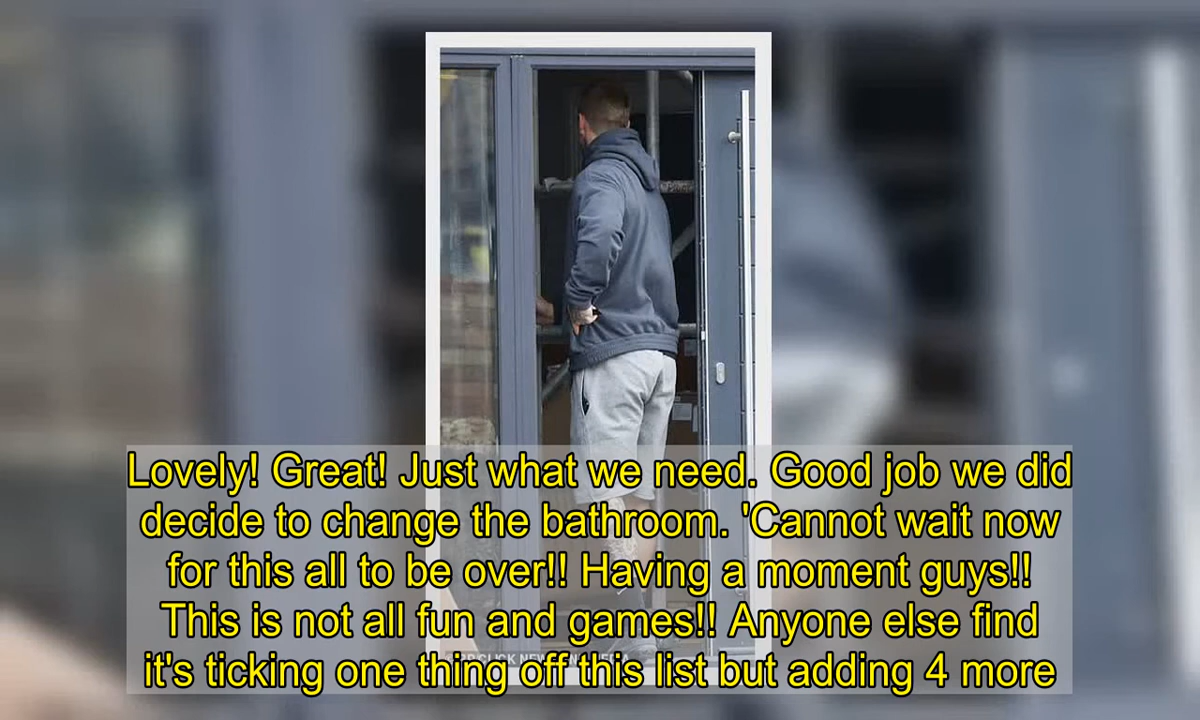 Lovely! Great! Just what we need. Good job we did
decide to change the bathroom. 'Cannot wait now
for this all to be over!! Having a moment guys!!
This is not all fun and games!! Anyone else find
it's ticking one thing off this list but adding 4 more